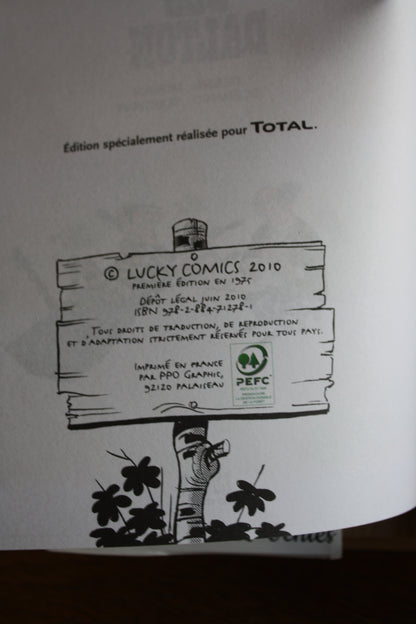 Édition spécialement réalisée pour TOTAL.
© LUCKY COMICS 2010
PREMIÈRE ÉDITION EN 1975
DÉPÔT LÉGAL JUIN 2010
ISBN 978-2-884-71278-1
TOUS DROITS DE TRADUCTION, DE REPRODUCTION
ET D'ADAPTATION STRICTEMENT RÉSERVÉS POUR TOUS PAYS.
IMPRIMÉ EN FRANCE
PAR PPO GRAPHIC,
92120 PALAISEAU
PEFC